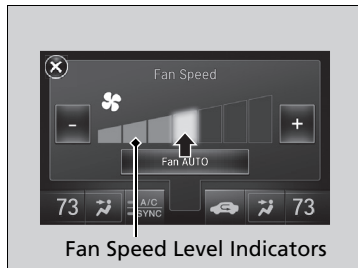 Fan Speed
- +
Fan AUTO
73 A/C SYNC 73
Fan Speed Level Indicators